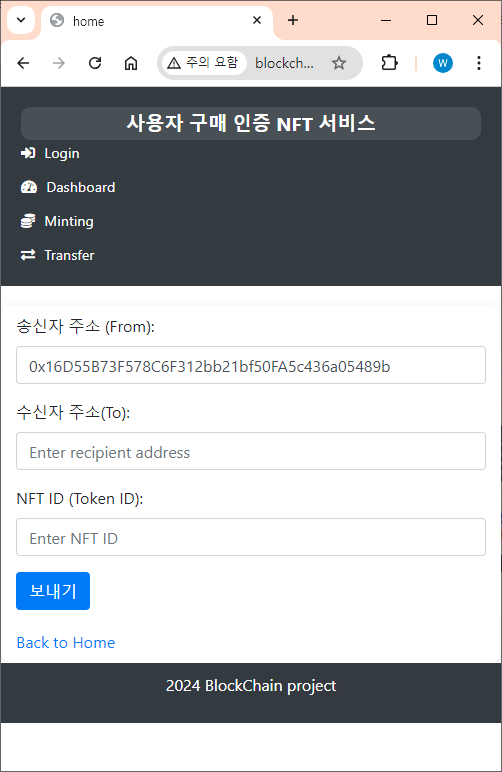 home
주의 요함
blockch...
W
사용자 구매 인증 NFT 서비스
Login
Dashboard
Minting
Transfer
송신자 주소 (From):
0x16D55B73F578C6F312bb21bf50FA5c436a05489b
수신자 주소(To):
Enter recipient address
NFT ID (Token ID):
Enter NFT ID
보내기
Back to Home
2024 BlockChain project